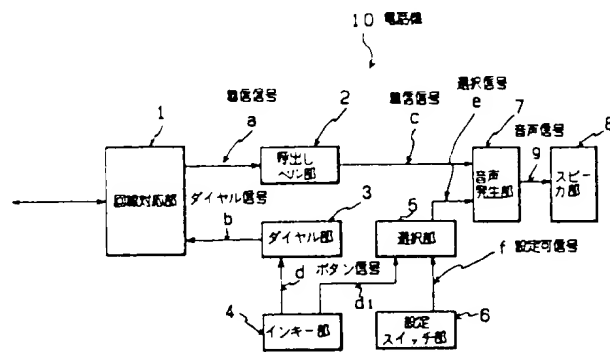 10 電話機
着信信号
1
a
2
呼出し
ベル部
着信信号
c
選択信号
e
7
音声信号
g
8
回線対応部
音声
発生部
スピー
カ部
ダイヤル信号
b
3
ダイヤル部
5
選択部
d
ボタン信号
d1
f 設定可信号
4
インキー部
設定
スイッチ部
6